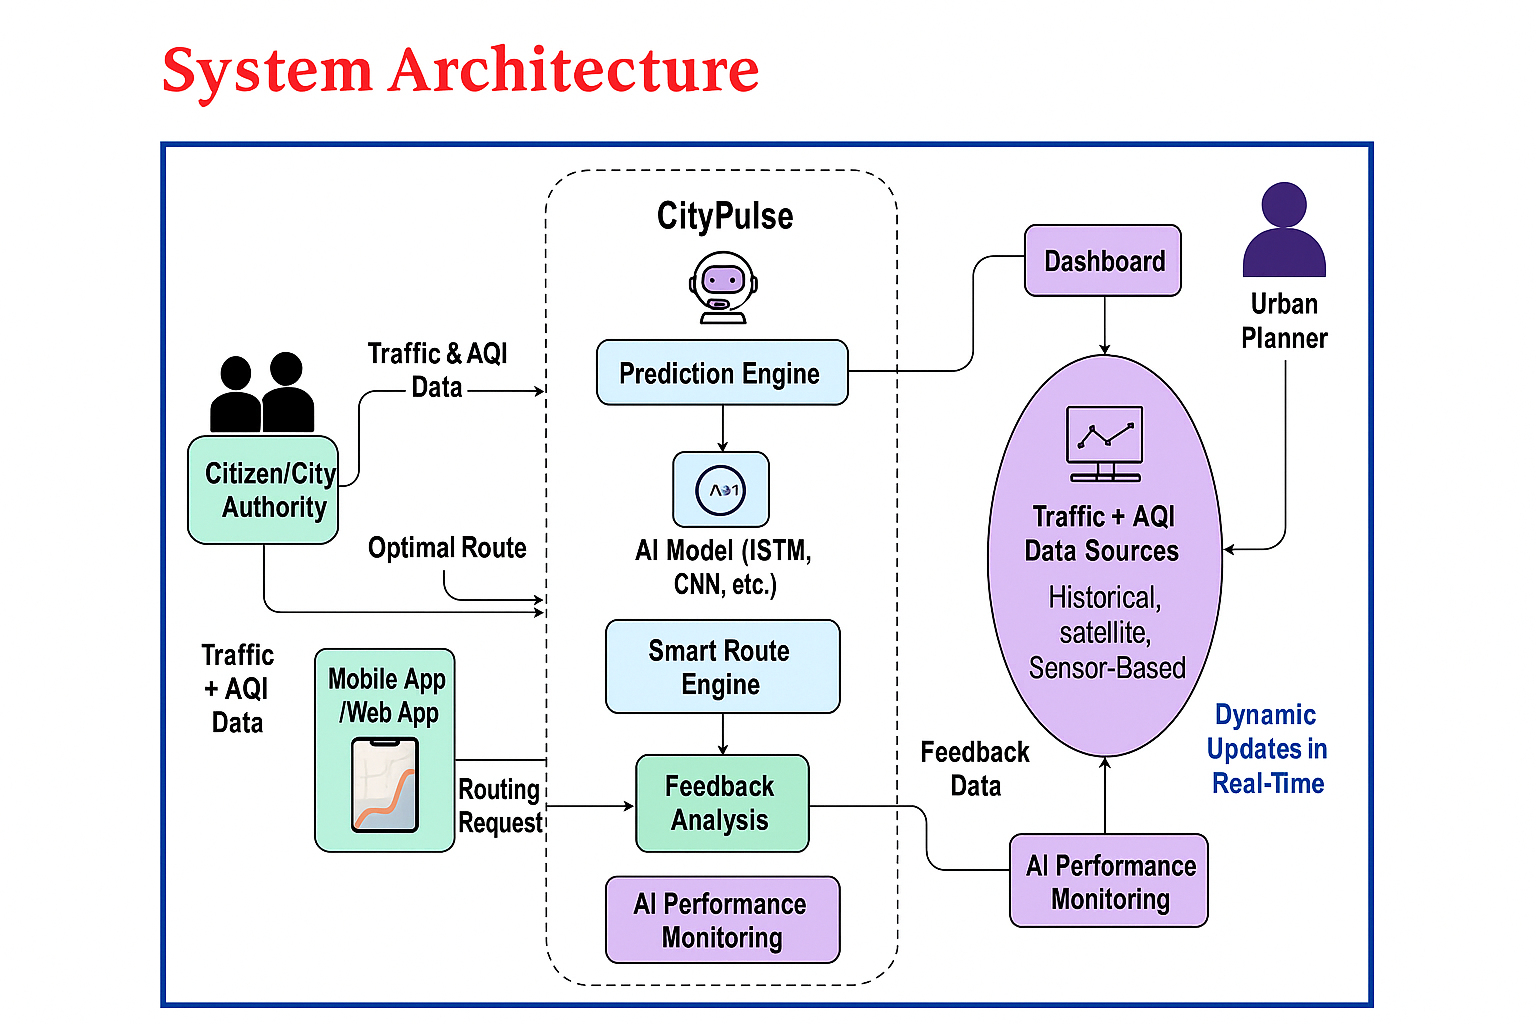 System Architecture
CityPulse
Dashboard
Urban
Planner
Traffic & AQI
Data
Prediction Engine
Citizen/City
Authority
Optimal Route
AI Model (ISTM,
CNN, etc.)
Traffic + AQI
Data Sources
Historical,
satellite,
Sensor-Based
Traffic
+ AQI
Data
Mobile App
/Web App
Smart Route
Engine
Routing
Request
Feedback
Analysis
Feedback
Data
Dynamic
Updates in
Real-Time
AI Performance
Monitoring
AI Performance
Monitoring